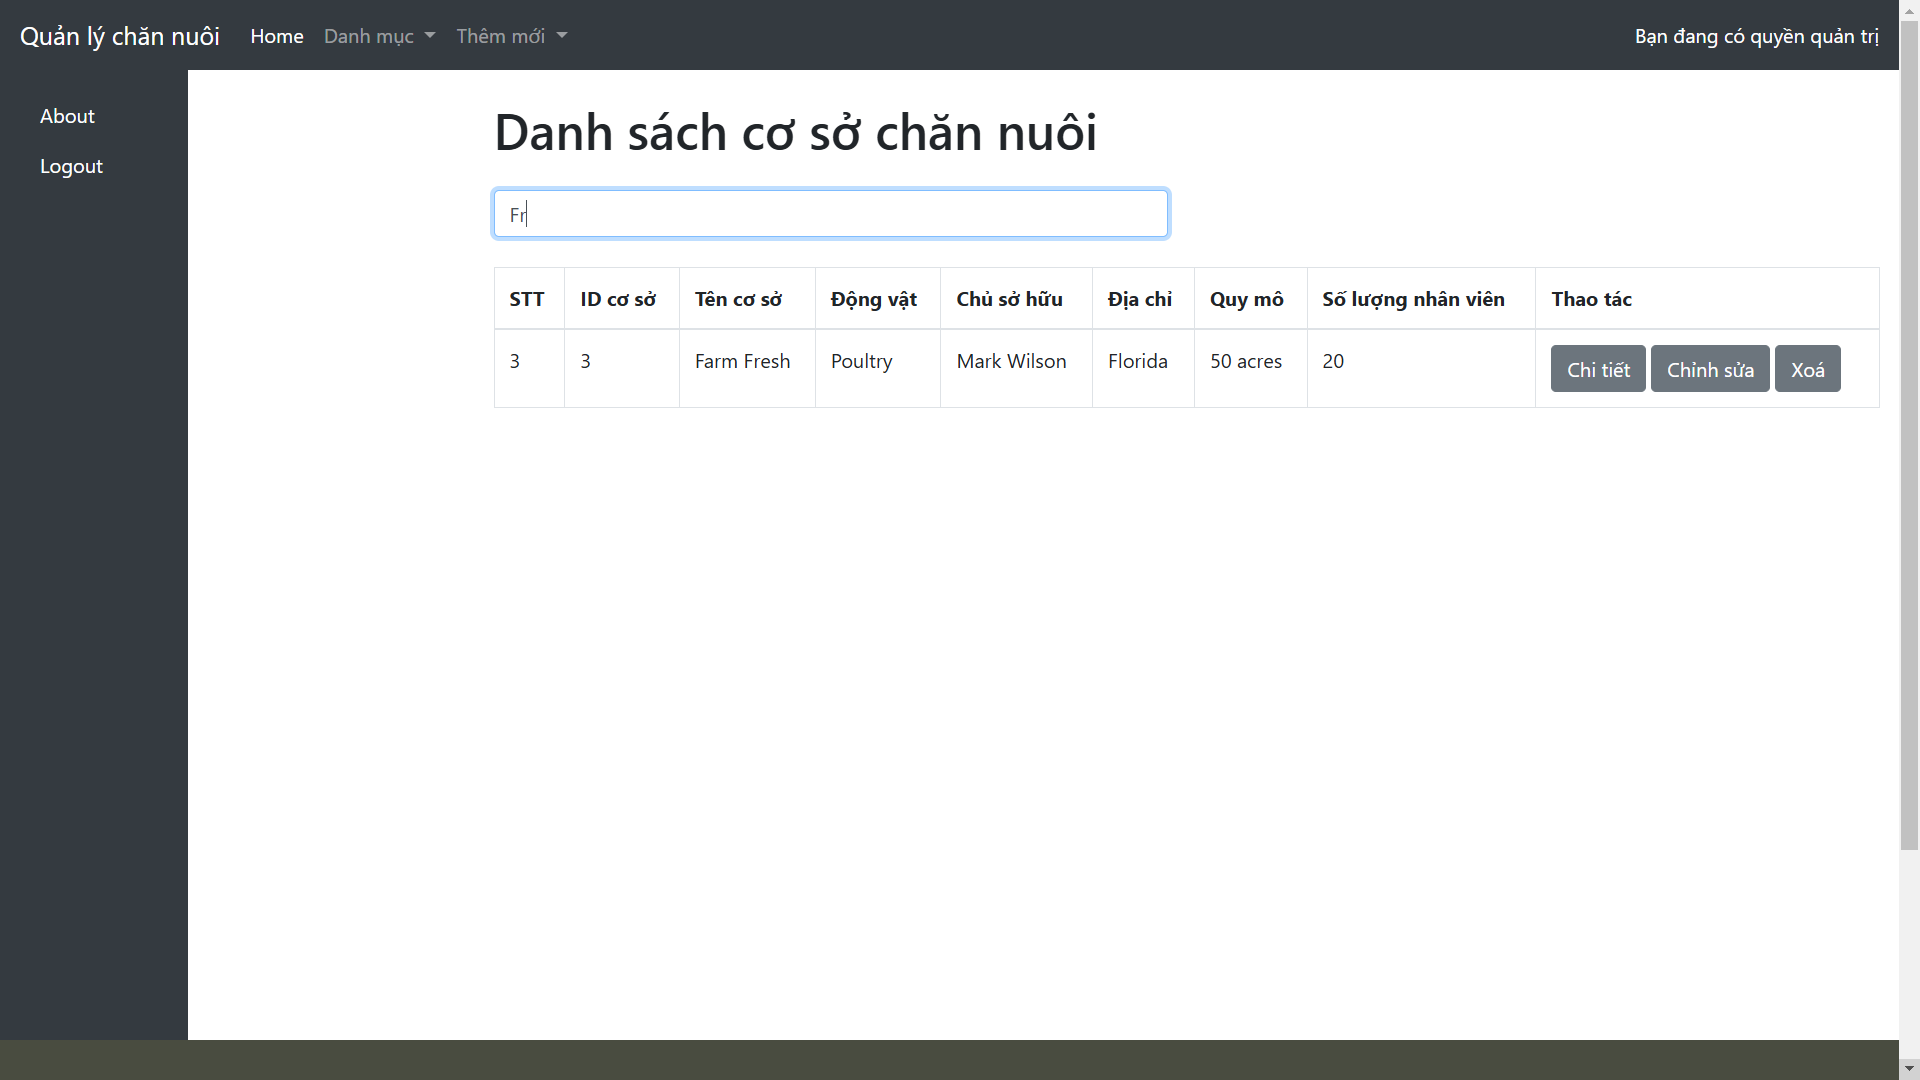 Quản lý chăn nuôi Home Danh mục Thêm mới Bạn đang có quyền quản trị
About
Logout
Danh sách cơ sở chăn nuôi
Fr
STT ID cơ sở Tên cơ sở Động vật Chủ sở hữu Địa chỉ Quy mô Số lượng nhân viên Thao tác
3 3 Farm Fresh Poultry Mark Wilson Florida 50 acres 20 Chi tiết Chỉnh sửa Xoá